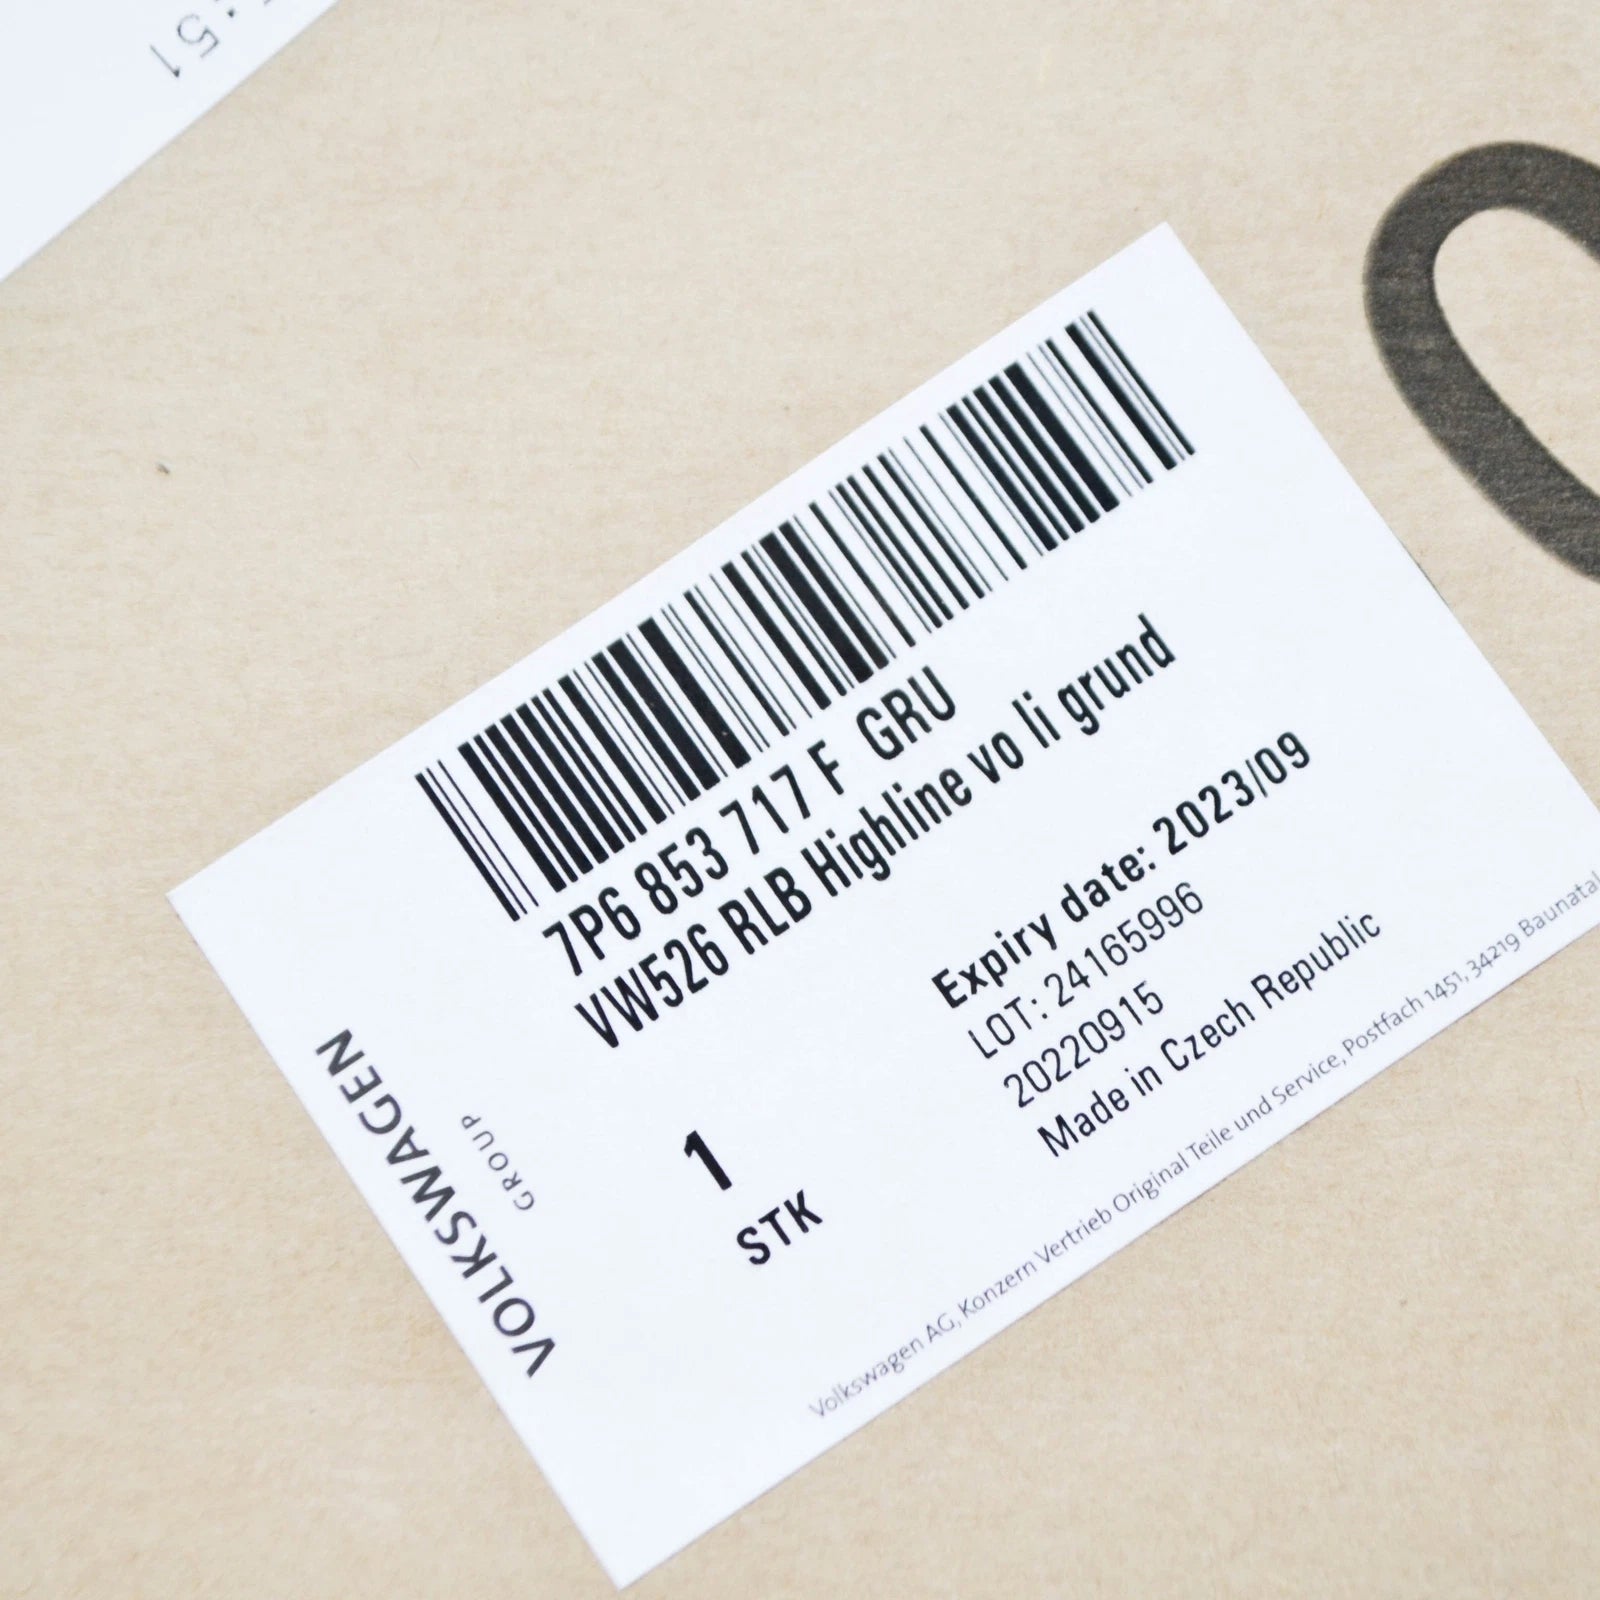 :51
7P6 853 717 F GRU
VW526 RLB Highline vo li grund
Expiry date: 2023/09
LOT: 24165996
20220915
Made in Czech Republic
1
STK
VOLKSWAGEN
GROUP
Volkswagen AG, Konzern Vertrieb Original Teile und Service, Postfach 1451, 34219 Baunatal